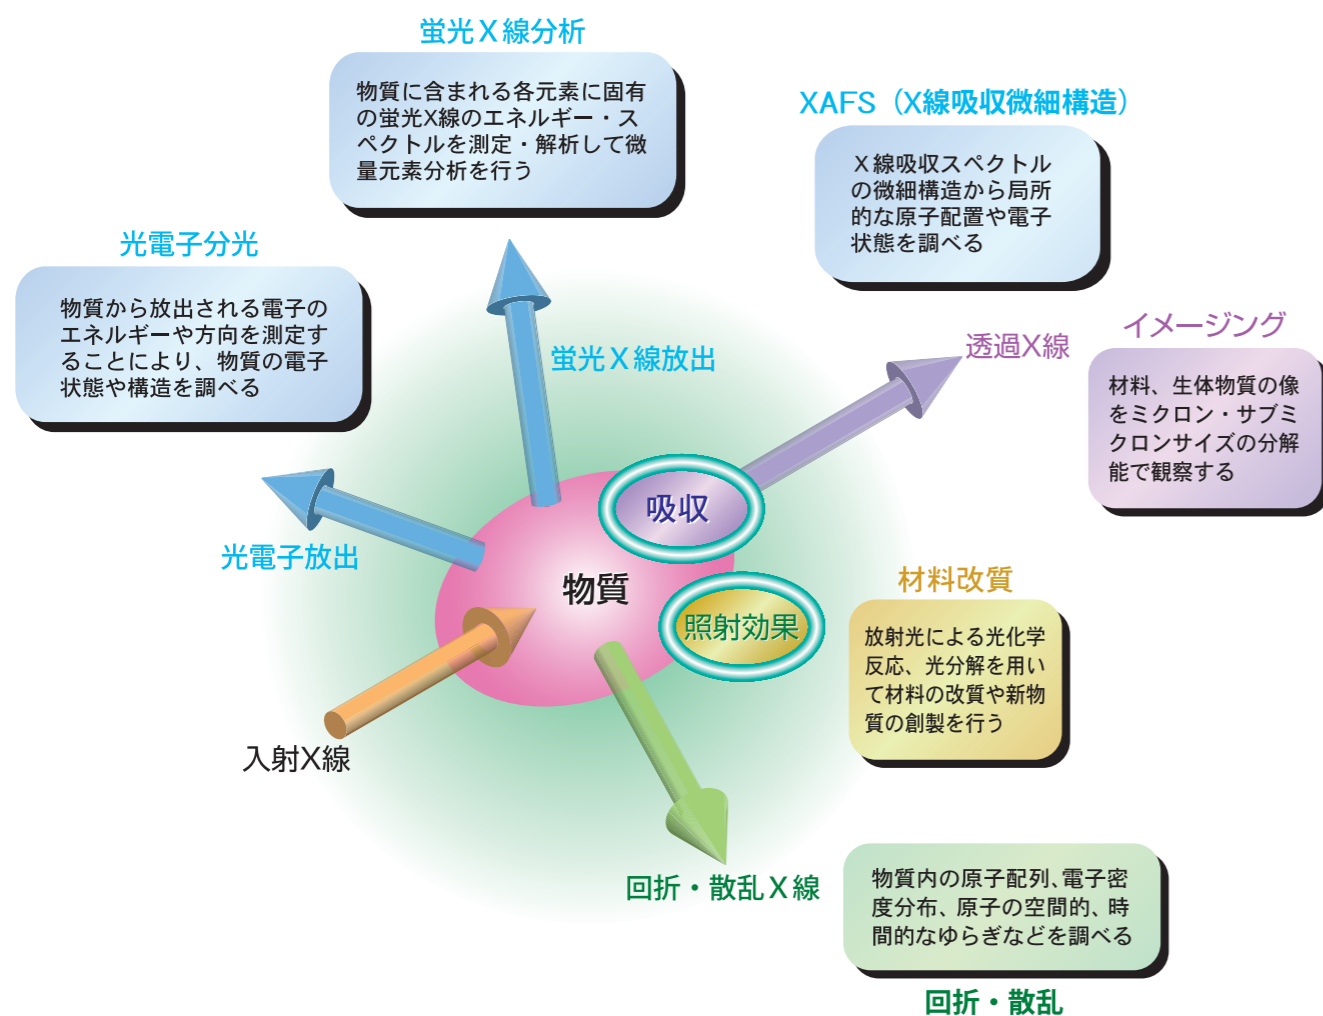 蛍光X線分析
物質に含まれる各元素に固有
の蛍光X線のエネルギー・ス
ペクトルを測定・解析して微
量元素分析を行う
XAFS（X線吸収微細構造）
X線吸収スペクトル
の微細構造から局所
的な原子配置や電子
状態を調べる
光電子分光
物質から放出される電子の
エネルギーや方向を測定す
ることにより、物質の電子
状態や構造を調べる
イメージング
材料、生体物質の像
をミクロン・サブミ
クロンサイズの分解
能で観察する
透過X線
蛍光X線放出
吸収
光電子放出
物質
照射効果
材料改質
放射光による光化学
反応、光分解を用い
て材料の改質や新物
質の創製を行う
入射X線
回折・散乱X線
物質内の原子配列、電子密
度分布、原子の空間的、時
間的なゆらぎなどを調べる
回折・散乱